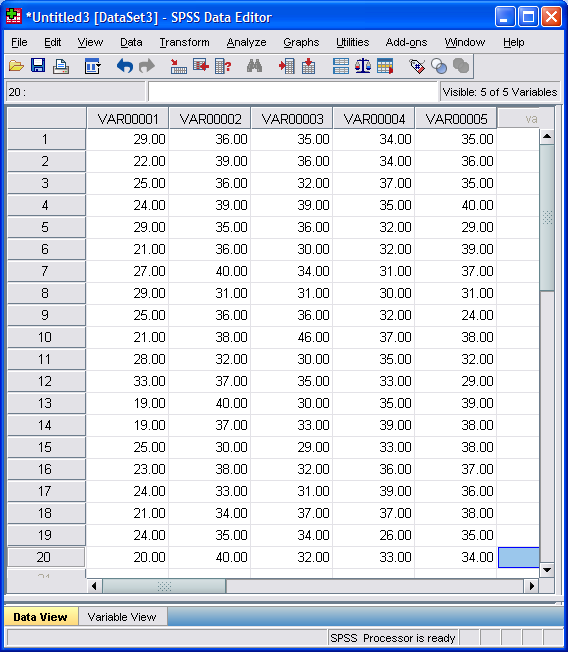 *Untitled3 [DataSet3] - SPSS Data Editor
File Edit View Data Transform Analyze Graphs Utilities Add-ons Window Help
20 : Visible: 5 of 5 Variables
VAR00001 VAR00002 VAR00003 VAR00004 VAR00005 va
1 29.00 36.00 35.00 34.00 35.00
2 22.00 39.00 36.00 34.00 36.00
3 25.00 36.00 32.00 37.00 35.00
4 24.00 39.00 39.00 35.00 40.00
5 29.00 35.00 36.00 32.00 29.00
6 21.00 36.00 30.00 32.00 39.00
7 27.00 40.00 34.00 31.00 37.00
8 29.00 31.00 31.00 30.00 31.00
9 25.00 36.00 36.00 32.00 24.00
10 21.00 38.00 46.00 37.00 38.00
11 28.00 32.00 30.00 35.00 32.00
12 33.00 37.00 35.00 33.00 29.00
13 19.00 40.00 30.00 35.00 39.00
14 19.00 37.00 33.00 39.00 38.00
15 25.00 30.00 29.00 33.00 38.00
16 23.00 38.00 32.00 36.00 37.00
17 24.00 33.00 31.00 39.00 36.00
18 21.00 34.00 37.00 37.00 38.00
19 24.00 35.00 34.00 26.00 35.00
20 20.00 40.00 32.00 33.00 34.00
Data View Variable View
SPSS Processor is ready